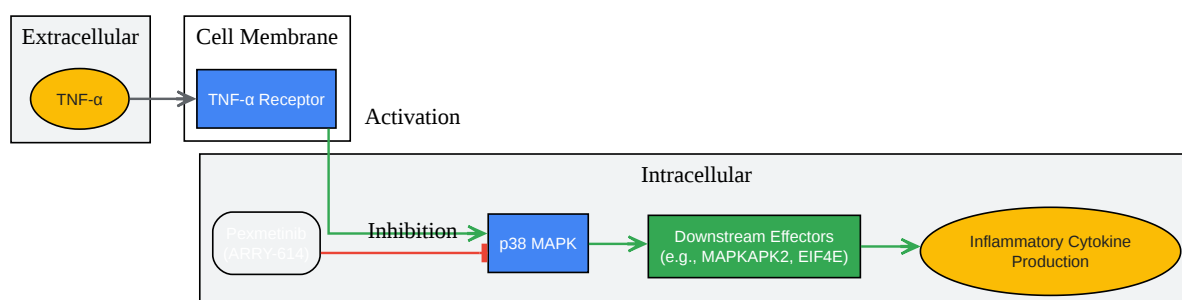 Extracellular
TNF-α
Cell Membrane
TNF-α Receptor
Activation
Intracellular
Pexmetinib
(ARRY-614)
Inhibition
p38 MAPK
Downstream Effectors
(e.g., MAPKAPK2, EIF4E)
Inflammatory Cytokine
Production